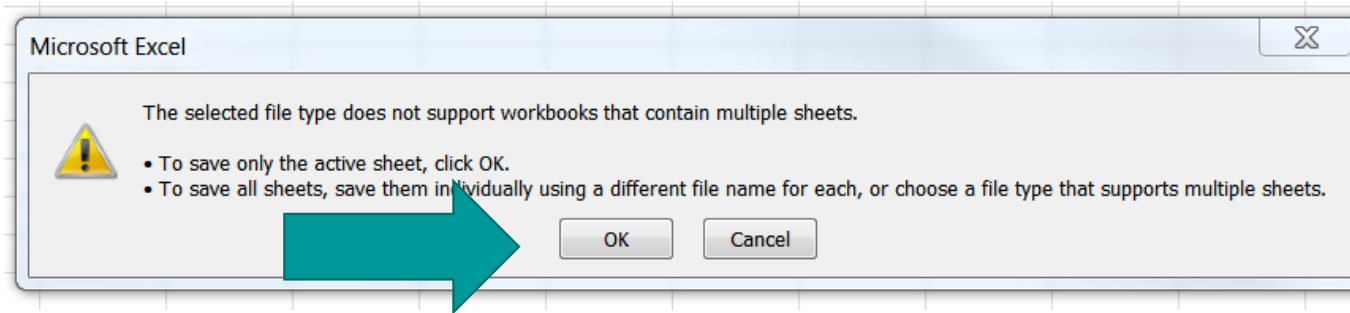 Microsoft Excel
The selected file type does not support workbooks that contain multiple sheets.
• To save only the active sheet, click OK.
• To save all sheets, save them individually using a different file name for each, or choose a file type that supports multiple sheets.
OK Cancel